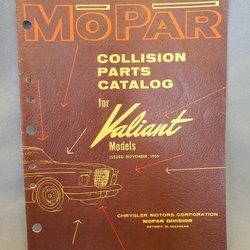 MOPAR
COLLISION
PARTS
CATALOG
for
Valiant
Models
ISSUED NOVEMBER, 1959
CHRYSLER MOTORS CORPORATION
MOPAR DIVISION
DETROIT 31, MICHIGAN